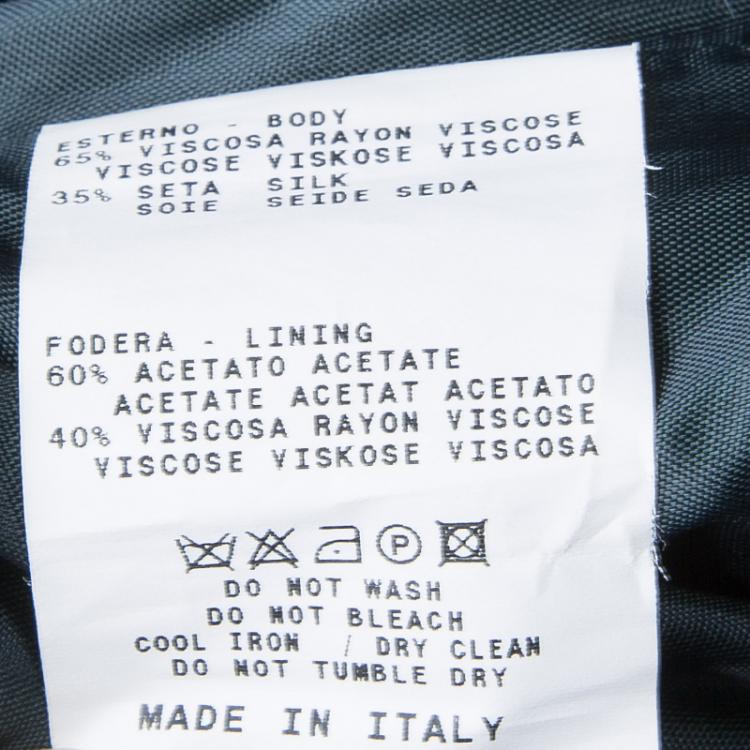 ESTERNO - BODY
65% VISCOSA RAYON VISCOSE
VISCOSE VISKOSE VISCOSA
35% SETA SILK
SOIE SEIDE SEDA
FODERA - LINING
60% ACETATO ACETATE
ACETATE ACETAT ACETATO
40% VISCOSA RAYON VISCOSE
VISCOSE VISKOSE VISCOSA
P
DO NOT WASH
DO NOT BLEACH
COOL IRON / DRY CLEAN
DO NOT TUMBLE DRY
MADE IN ITALY